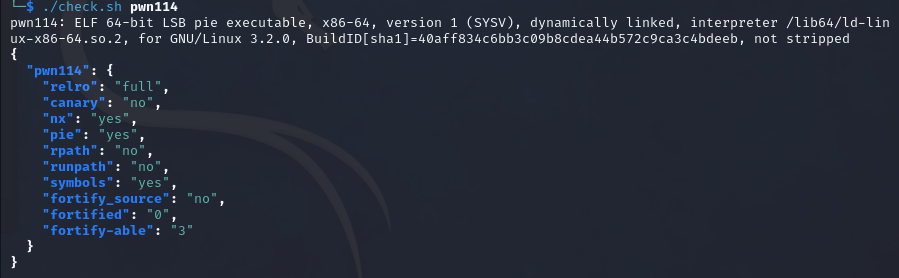 └─$ ./check.sh pwn114
pwn114: ELF 64-bit LSB pie executable, x86-64, version 1 (SYSV), dynamically linked, interpreter /lib64/ld-lin
ux-x86-64.so.2, for GNU/Linux 3.2.0, BuildID[sha1]=40aff834c6bb3c09b8cdea44b572c9ca3c4bdeeb, not stripped
{
  "pwn114": {
    "relro": "full",
    "canary": "no",
    "nx": "yes",
    "pie": "yes",
    "rpath": "no",
    "runpath": "no",
    "symbols": "yes",
    "fortify_source": "no",
    "fortified": "0",
    "fortify-able": "3"
  }
}